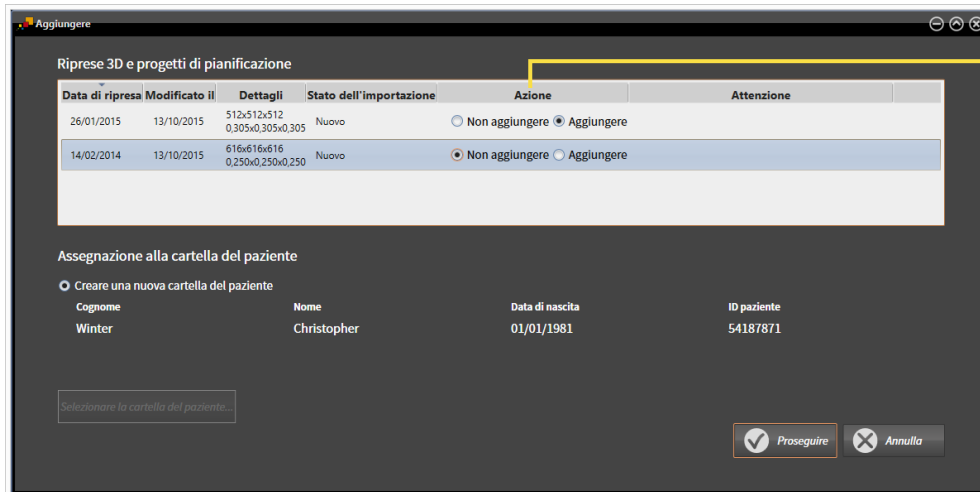 Aggiungere
Riprese 3D e progetti di pianificazione
Data di ripresa Modificato il Dettagli Stato dell'importazione Azione Attenzione
26/01/2015 13/10/2015 512x512x512 0,305x0,305x0,305 Nuovo Non aggiungere Aggiungere
14/02/2014 13/10/2015 616x616x616 0,250x0,250x0,250 Nuovo Non aggiungere Aggiungere
Assegnazione alla cartella del paziente
Creare una nuova cartella del paziente
Cognome Nome Data di nascita ID paziente
Winter Christopher 01/01/1981 54187871
Selezionare la cartella del paziente...
Proseguire Annulla